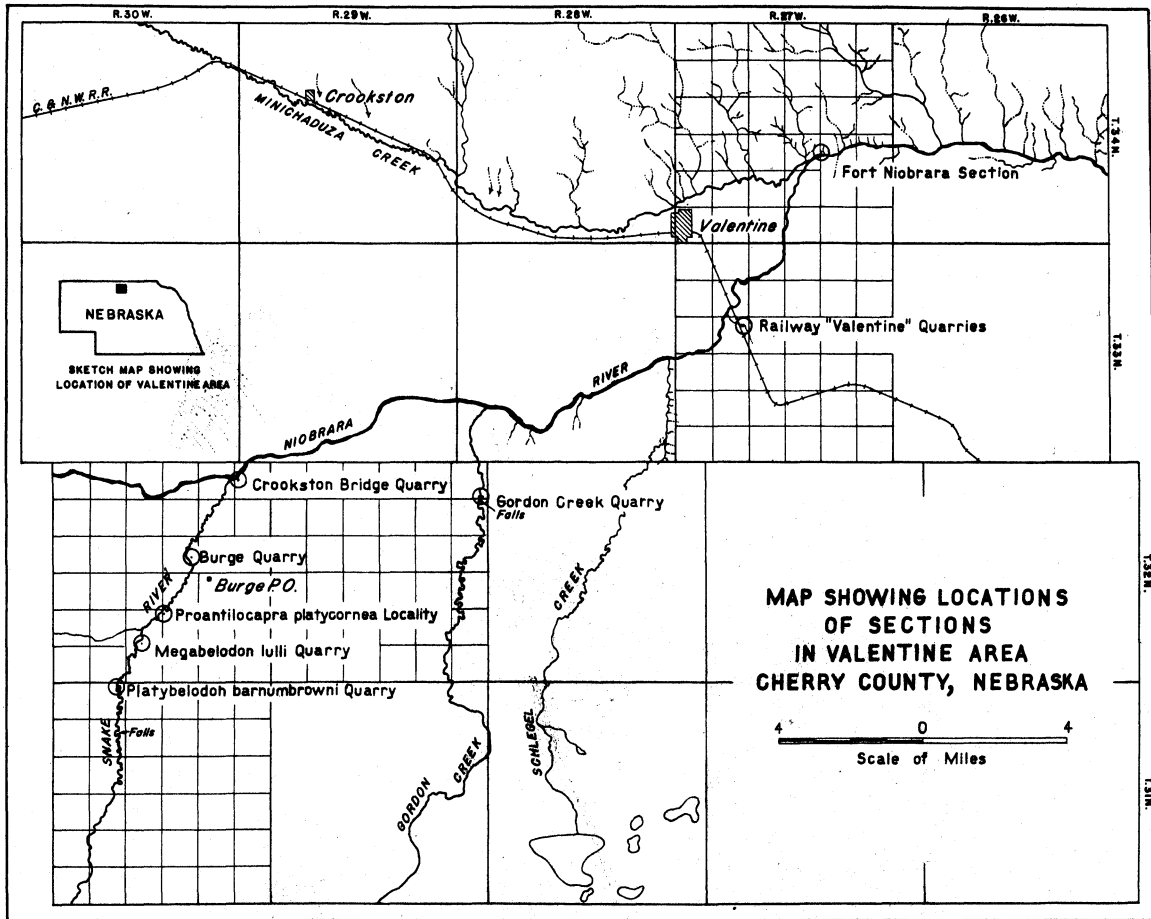 R.30W.
R.29W.
R.28W.
R.27W.
R.26W.
C. & N.W.R.R.
Crookston
MINICHADUZA
CREEK
T.34N.
Fort Niobrara Section
Valentine
NEBRASKA
SKETCH MAP SHOWING
LOCATION OF VALENTINE AREA
Railway "Valentine" Quarries
T.33N.
NIOBRARA
RIVER
Crookston Bridge Quarry
Gordon Creek Quarry
Falls
Burge Quarry
Burge P.O.
RIVER
Proantilocapra platycornea Locality
Megabelodon lulli Quarry
Platybelodon barnumbrowni Quarry
SNAKE
Falls
GORDON
CREEK
SCHLEGEL
CREEK
T.32N.
MAP SHOWING LOCATIONS
OF SECTIONS
IN VALENTINE AREA
CHERRY COUNTY, NEBRASKA
4 0 4
Scale of Miles
T.31N.